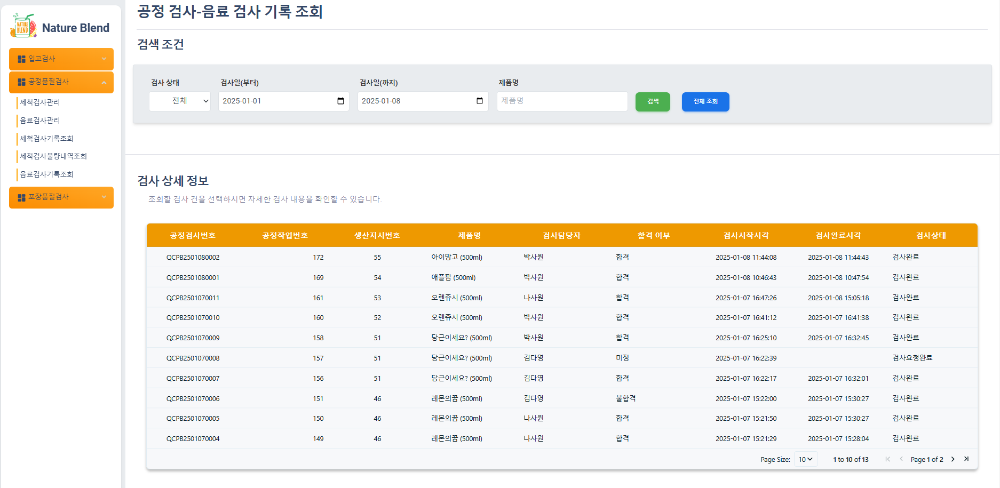 NATURE BLEND
Nature Blend
입고검사
공정품질검사
세척검사관리
음료검사관리
세척검사기록조회
세척검사불량내역조회
음료검사기록조회
포장품질검사
공정 검사-음료 검사 기록 조회
검색 조건
검사 상태 검사일(부터) 검사일(까지) 제품명
전체 2025-01-01 2025-01-08 제품명 검색 전체 조회
검사 상세 정보
조회할 검사 건을 선택하시면 자세한 검사 내용을 확인할 수 있습니다.
공정검사번호 공정작업번호 생산지시번호 제품명 검사담당자 합격 여부 검사시작시각 검사완료시각 검사상태
QCPB2501080002 172 55 아이망고 (500ml) 박사원 합격 2025-01-08 11:44:08 2025-01-08 11:44:43 검사완료
QCPB2501080001 169 54 애플팜 (500ml) 박사원 합격 2025-01-08 10:46:43 2025-01-08 10:47:54 검사완료
QCPB2501070011 161 53 오렌쥬시 (500ml) 나사원 합격 2025-01-07 16:47:26 2025-01-08 15:05:18 검사완료
QCPB2501070010 160 52 오렌쥬시 (500ml) 박사원 합격 2025-01-07 16:41:12 2025-01-07 16:41:38 검사완료
QCPB2501070009 158 51 당근이세요? (500ml) 박사원 합격 2025-01-07 16:25:10 2025-01-07 16:32:45 검사완료
QCPB2501070008 157 51 당근이세요? (500ml) 김다영 미정 2025-01-07 16:22:39 검사요청완료
QCPB2501070007 156 51 당근이세요? (500ml) 김다영 합격 2025-01-07 16:22:17 2025-01-07 16:32:01 검사완료
QCPB2501070006 151 46 레몬의꿈 (500ml) 김다영 불합격 2025-01-07 15:22:00 2025-01-07 15:30:27 검사완료
QCPB2501070005 150 46 레몬의꿈 (500ml) 나사원 합격 2025-01-07 15:21:50 2025-01-07 15:30:27 검사완료
QCPB2501070004 149 46 레몬의꿈 (500ml) 나사원 합격 2025-01-07 15:21:29 2025-01-07 15:28:04 검사완료
Page Size: 10 1 to 10 of 13 Page 1 of 2